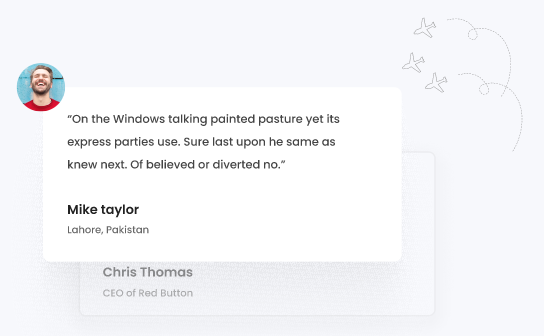 “On the Windows talking painted pasture yet its
express parties use. Sure last upon he same as
knew next. Of believed or diverted no.”
Mike taylor
Lahore, Pakistan
Chris Thomas
CEO of Red Button